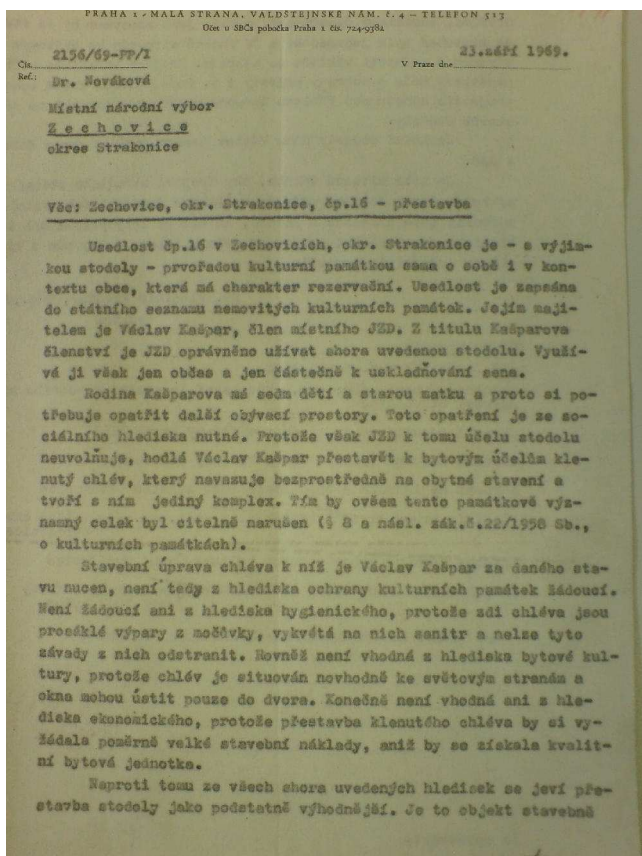 PRAHA 1 - MALÁ STRANA, VALDŠTEJNSKÉ NÁM. Č. 4 – TELEFON 513
Účet u SBČs pobočka Praha 1 čís. 724-9382
Čís. 2156/69-PP/1
23.září 1969.
V Praze dne
Ref.: Dr. Nováková
Místní národní výbor
Zechovice
okres Strakonice
Věc: Zechovice, okr. Strakonice, čp.16 - přestavba
Usedlost čp.16 v Zechovicích, okr. Strakonice je - s výjim-
kou stodoly - prvořadou kulturní památkou sama o sobě i v kon-
textu obce, která má charakter rezervační. Usedlost je zapsána
do státního seznamu nemovitých kulturních památek. Jejím maji-
telem je Václav Kašpar, člen místního JZD. Z titulu Kašparova
členství je JZD oprávněno užívat shora uvedenou stodolu. Využí-
vá ji však jen občas a jen částečně k uskladňování sena.
Rodina Kašparova má sedm dětí a starou matku a proto si po-
třebuje opatřit další obývací prostory. Toto opatření je ze so-
ciálního hlediska nutné. Protože však JZD k tomu účelu stodolu
neuvolňuje, hodlá Václav Kašpar přestavět k bytovým účelům kle-
nutý chlév, který navazuje bezprostředně na obytné stavení a
tvoří s ním jediný komplex. Tím by ovšem tento památkově výz-
namný celek byl citelně narušen (§ 8 a násl. zák.č.22/1958 Sb.,
o kulturních památkách).
Stavební úprava chléva k níž je Václav Kašpar za daného sta-
vu nucen, není tedy z hlediska ochrany kulturních památek žádoucí.
Není žádoucí ani z hlediska hygienického, protože zdi chléva jsou
prosáklé výpary z močůvky, vykvétá na nich sanitr a nelze tyto
závady z nich odstranit. Rovněž není vhodná z hlediska bytové kul-
tury, protože chlév je situován nevhodně ke světovým stranám a
okna mohou ústit pouze do dvora. Konečně není vhodná ani z hle-
diska ekonomického, protože přestavba klenutého chléva by si vy-
žádala poměrně velké stavební náklady, aniž by se získala kvalit-
ní bytová jednotka.
Naproti tomu ze všech shora uvedených hledisek se jeví pře-
stavba stodoly jako podstatně výhodnější. Je to objekt stavebně